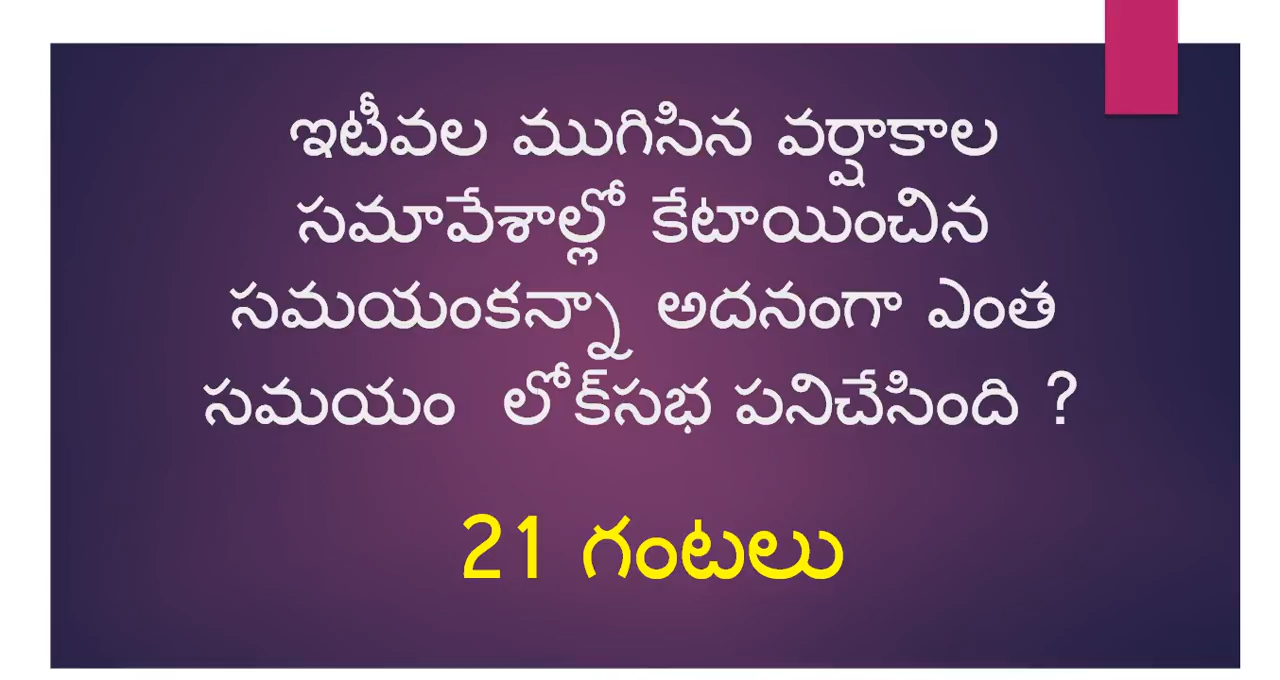 ఇటీవల ముగిసిన వర్షాకాల
సమావేశాల్లో కేటాయించిన
సమయంకన్నా అదనంగా ఎంత
సమయం లోక్‌సభ పనిచేసింది ?
21 గంటలు